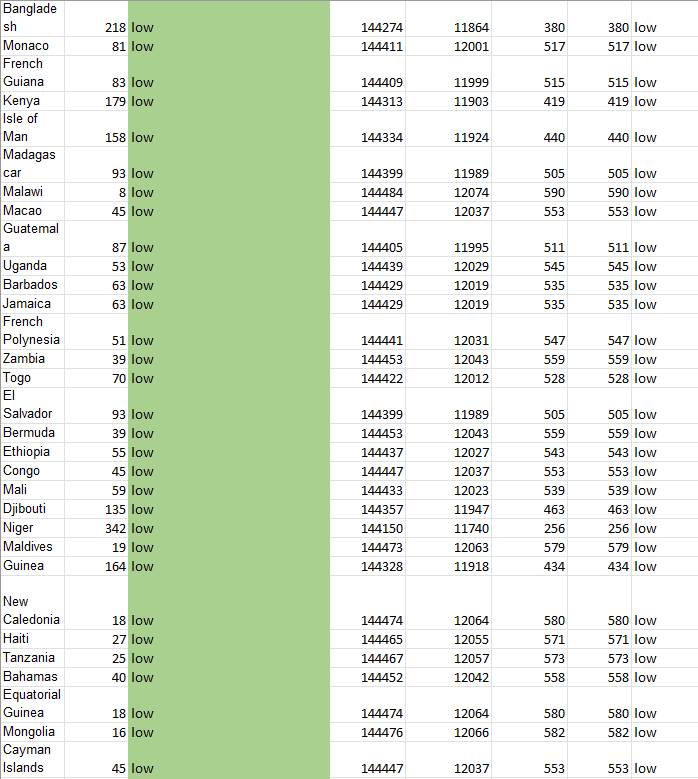 Banglade
sh 218 low 144274 11864 380 380 low
Monaco 81 low 144411 12001 517 517 low
French
Guiana 83 low 144409 11999 515 515 low
Kenya 179 low 144313 11903 419 419 low
Isle of
Man 158 low 144334 11924 440 440 low
Madagas
car 93 low 144399 11989 505 505 low
Malawi 8 low 144484 12074 590 590 low
Macao 45 low 144447 12037 553 553 low
Guatemal
a 87 low 144405 11995 511 511 low
Uganda 53 low 144439 12029 545 545 low
Barbados 63 low 144429 12019 535 535 low
Jamaica 63 low 144429 12019 535 535 low
French
Polynesia 51 low 144441 12031 547 547 low
Zambia 39 low 144453 12043 559 559 low
Togo 70 low 144422 12012 528 528 low
El
Salvador 93 low 144399 11989 505 505 low
Bermuda 39 low 144453 12043 559 559 low
Ethiopia 55 low 144437 12027 543 543 low
Congo 45 low 144447 12037 553 553 low
Mali 59 low 144433 12023 539 539 low
Djibouti 135 low 144357 11947 463 463 low
Niger 342 low 144150 11740 256 256 low
Maldives 19 low 144473 12063 579 579 low
Guinea 164 low 144328 11918 434 434 low
New
Caledonia 18 low 144474 12064 580 580 low
Haiti 27 low 144465 12055 571 571 low
Tanzania 25 low 144467 12057 573 573 low
Bahamas 40 low 144452 12042 558 558 low
Equatorial
Guinea 18 low 144474 12064 580 580 low
Mongolia 16 low 144476 12066 582 582 low
Cayman
Islands 45 low 144447 12037 553 553 low